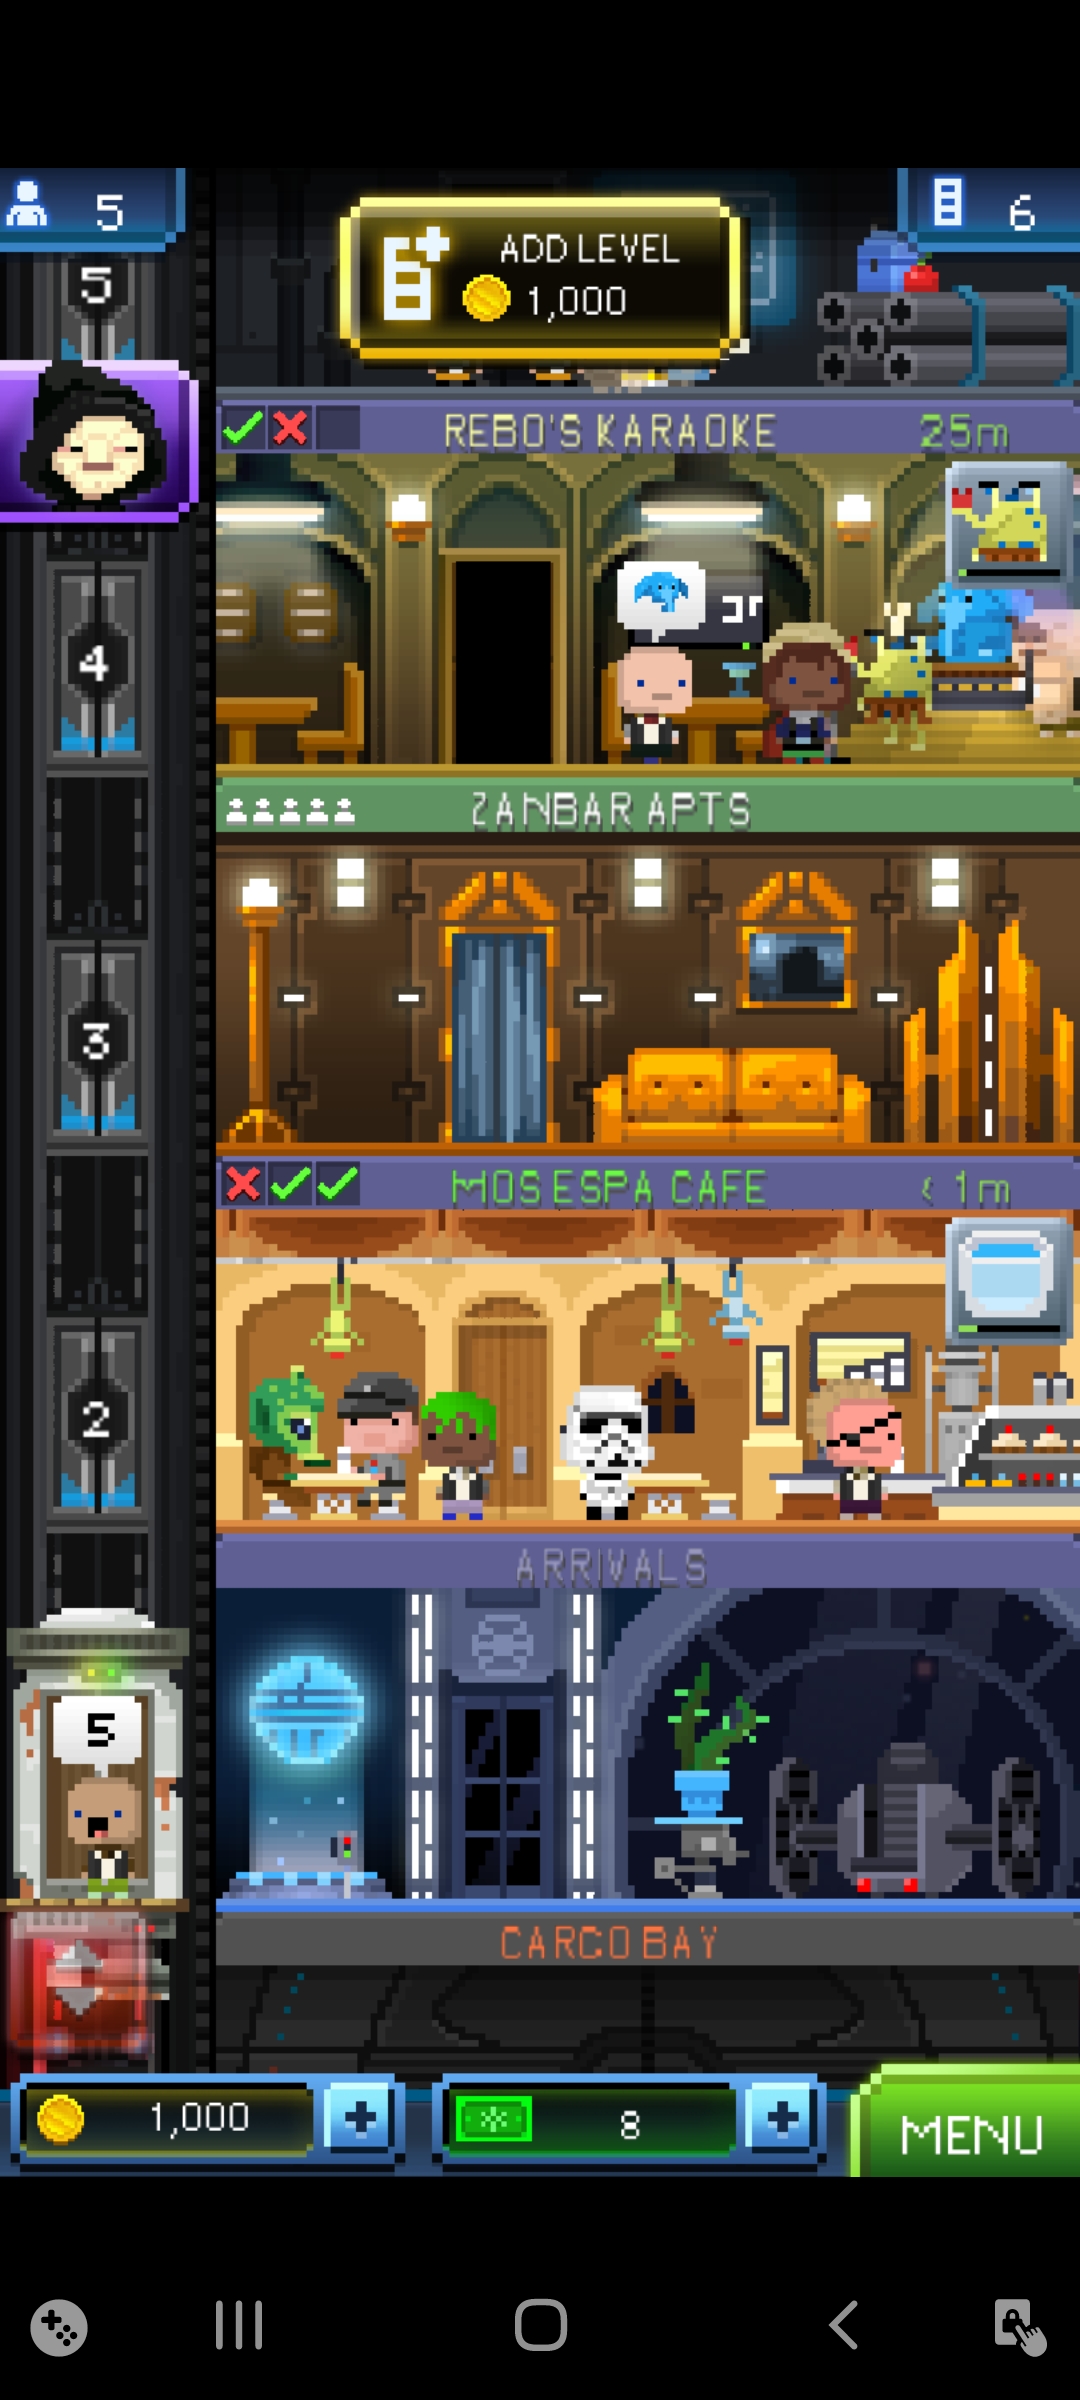 5
ADD LEVEL
1,000
6
5
REBO'S KARAOKE 25m
4
ZANBAR APTS
3
MOS ESPA CAFE < 1m
2
ARRIVALS
5
CARGO BAY
1,000
8
MENU